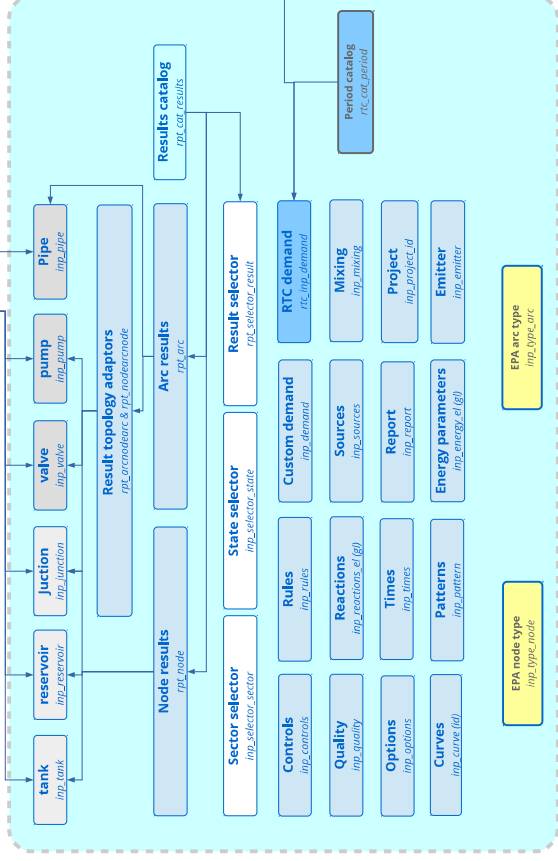 tank
inp_tank
reservoir
inp_reservoir
Juction
inp_junction
valve
inp_valve
pump
inp_pump
Pipe
inp_pipe
Result topology adaptors
rpt_arcnodearc & rpt_nodearcnode
Node results
rpt_node
Arc results
rpt_arc
Results catalog
rpt_cat_results
Sector selector
inp_selector_sector
State selector
inp_selector_state
Result selector
rpt_selector_result
Controls
inp_controls
Rules
inp_rules
Custom demand
inp_demand
RTC demand
rtc_inp_demand
Quality
inp_quality
Reactions
inp_reactions_el (gl)
Sources
inp_sources
Mixing
inp_mixing
Period catalog
rtc_cat_period
Options
inp_options
Times
inp_times
Report
inp_report
Project
inp_project_id
Curves
inp_curve (id)
Patterns
inp_pattern
Energy parameters
inp_energy_el (gl)
Emitter
inp_emitter
EPA node type
inp_type_node
EPA arc type
inp_type_arc